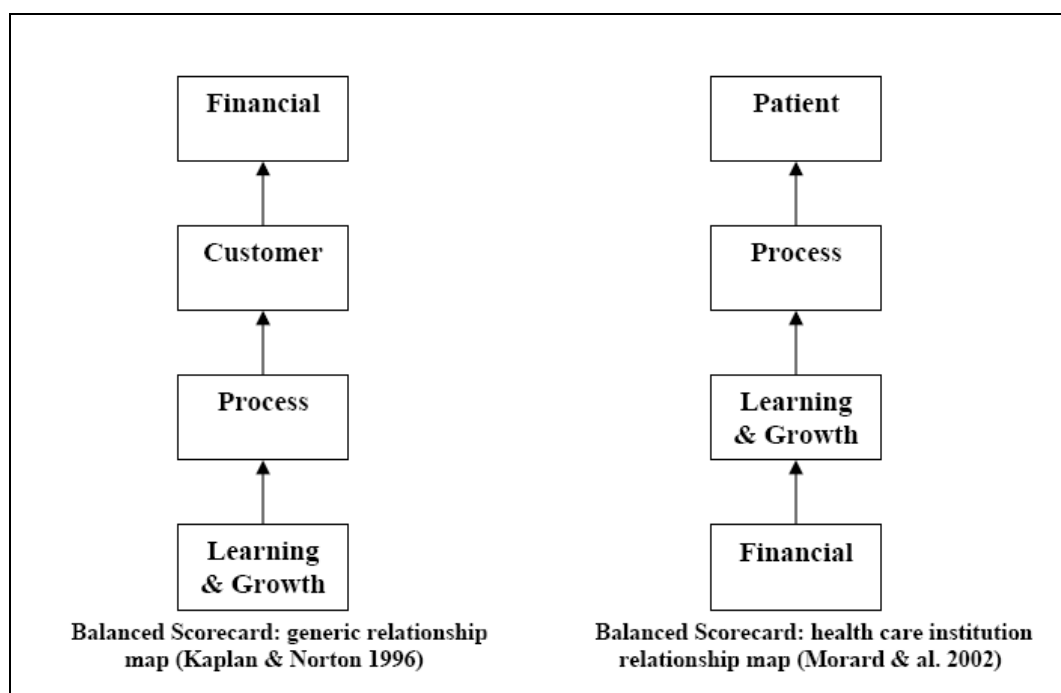 Financial
Customer
Process
Learning
& Growth
Balanced Scorecard: generic relationship
map (Kaplan & Norton 1996)
Patient
Process
Learning
& Growth
Financial
Balanced Scorecard: health care institution
relationship map (Morard & al. 2002)